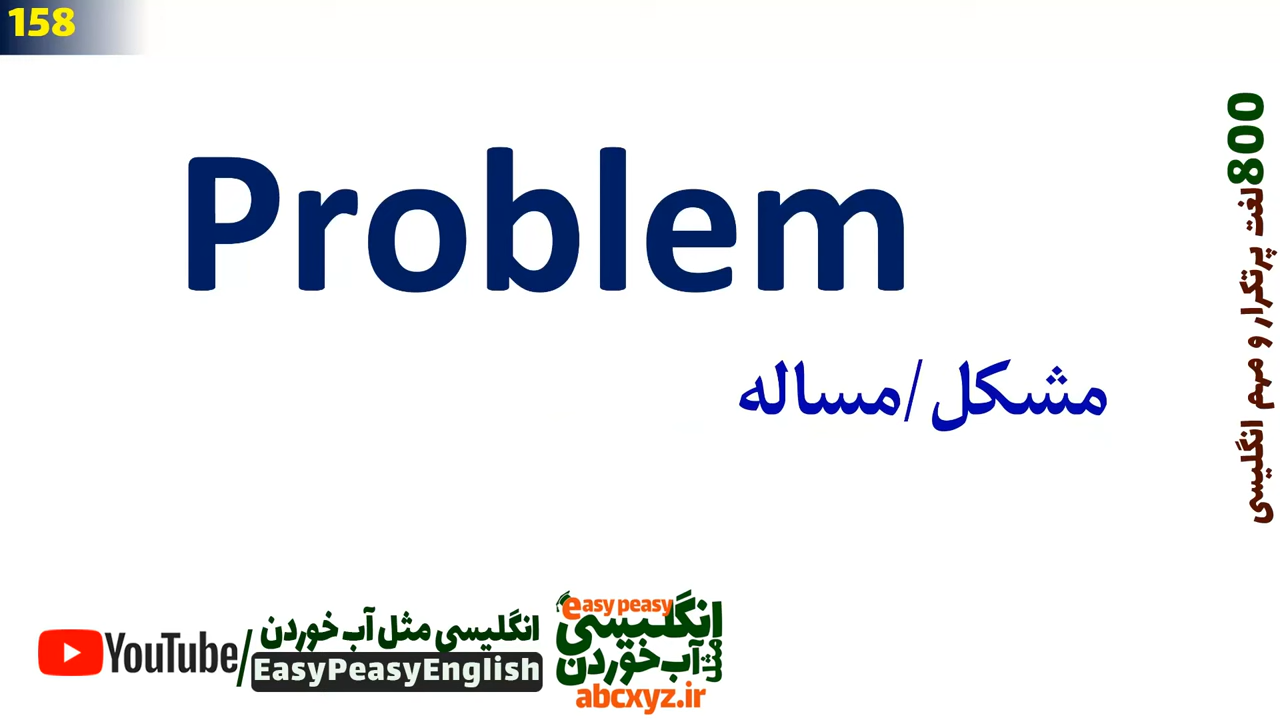 158
Problem
مشکل/مساله
800 لغت پرتکرار و مهم انگلیسی
YouTube/
انگلیسی مثل آب خوردن
EasyPeasyEnglish
easy peasy
انگلیسی
مثل
آب خوردن
abcxyz.ir